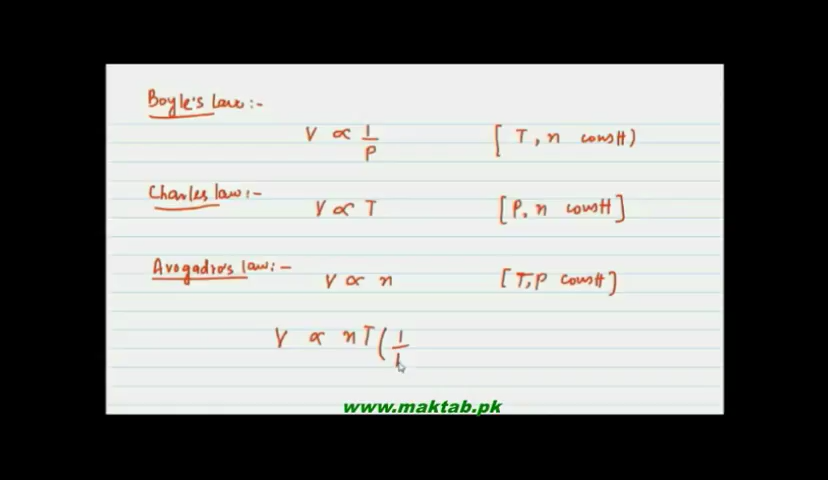 Boyle's law:-
V ∝ 1/P [T, n constt)
Charles law:-
V ∝ T [P, n constt]
Avogadro's law:-
V ∝ n [T, P constt]
V ∝ nT(1/
www.maktab.pk